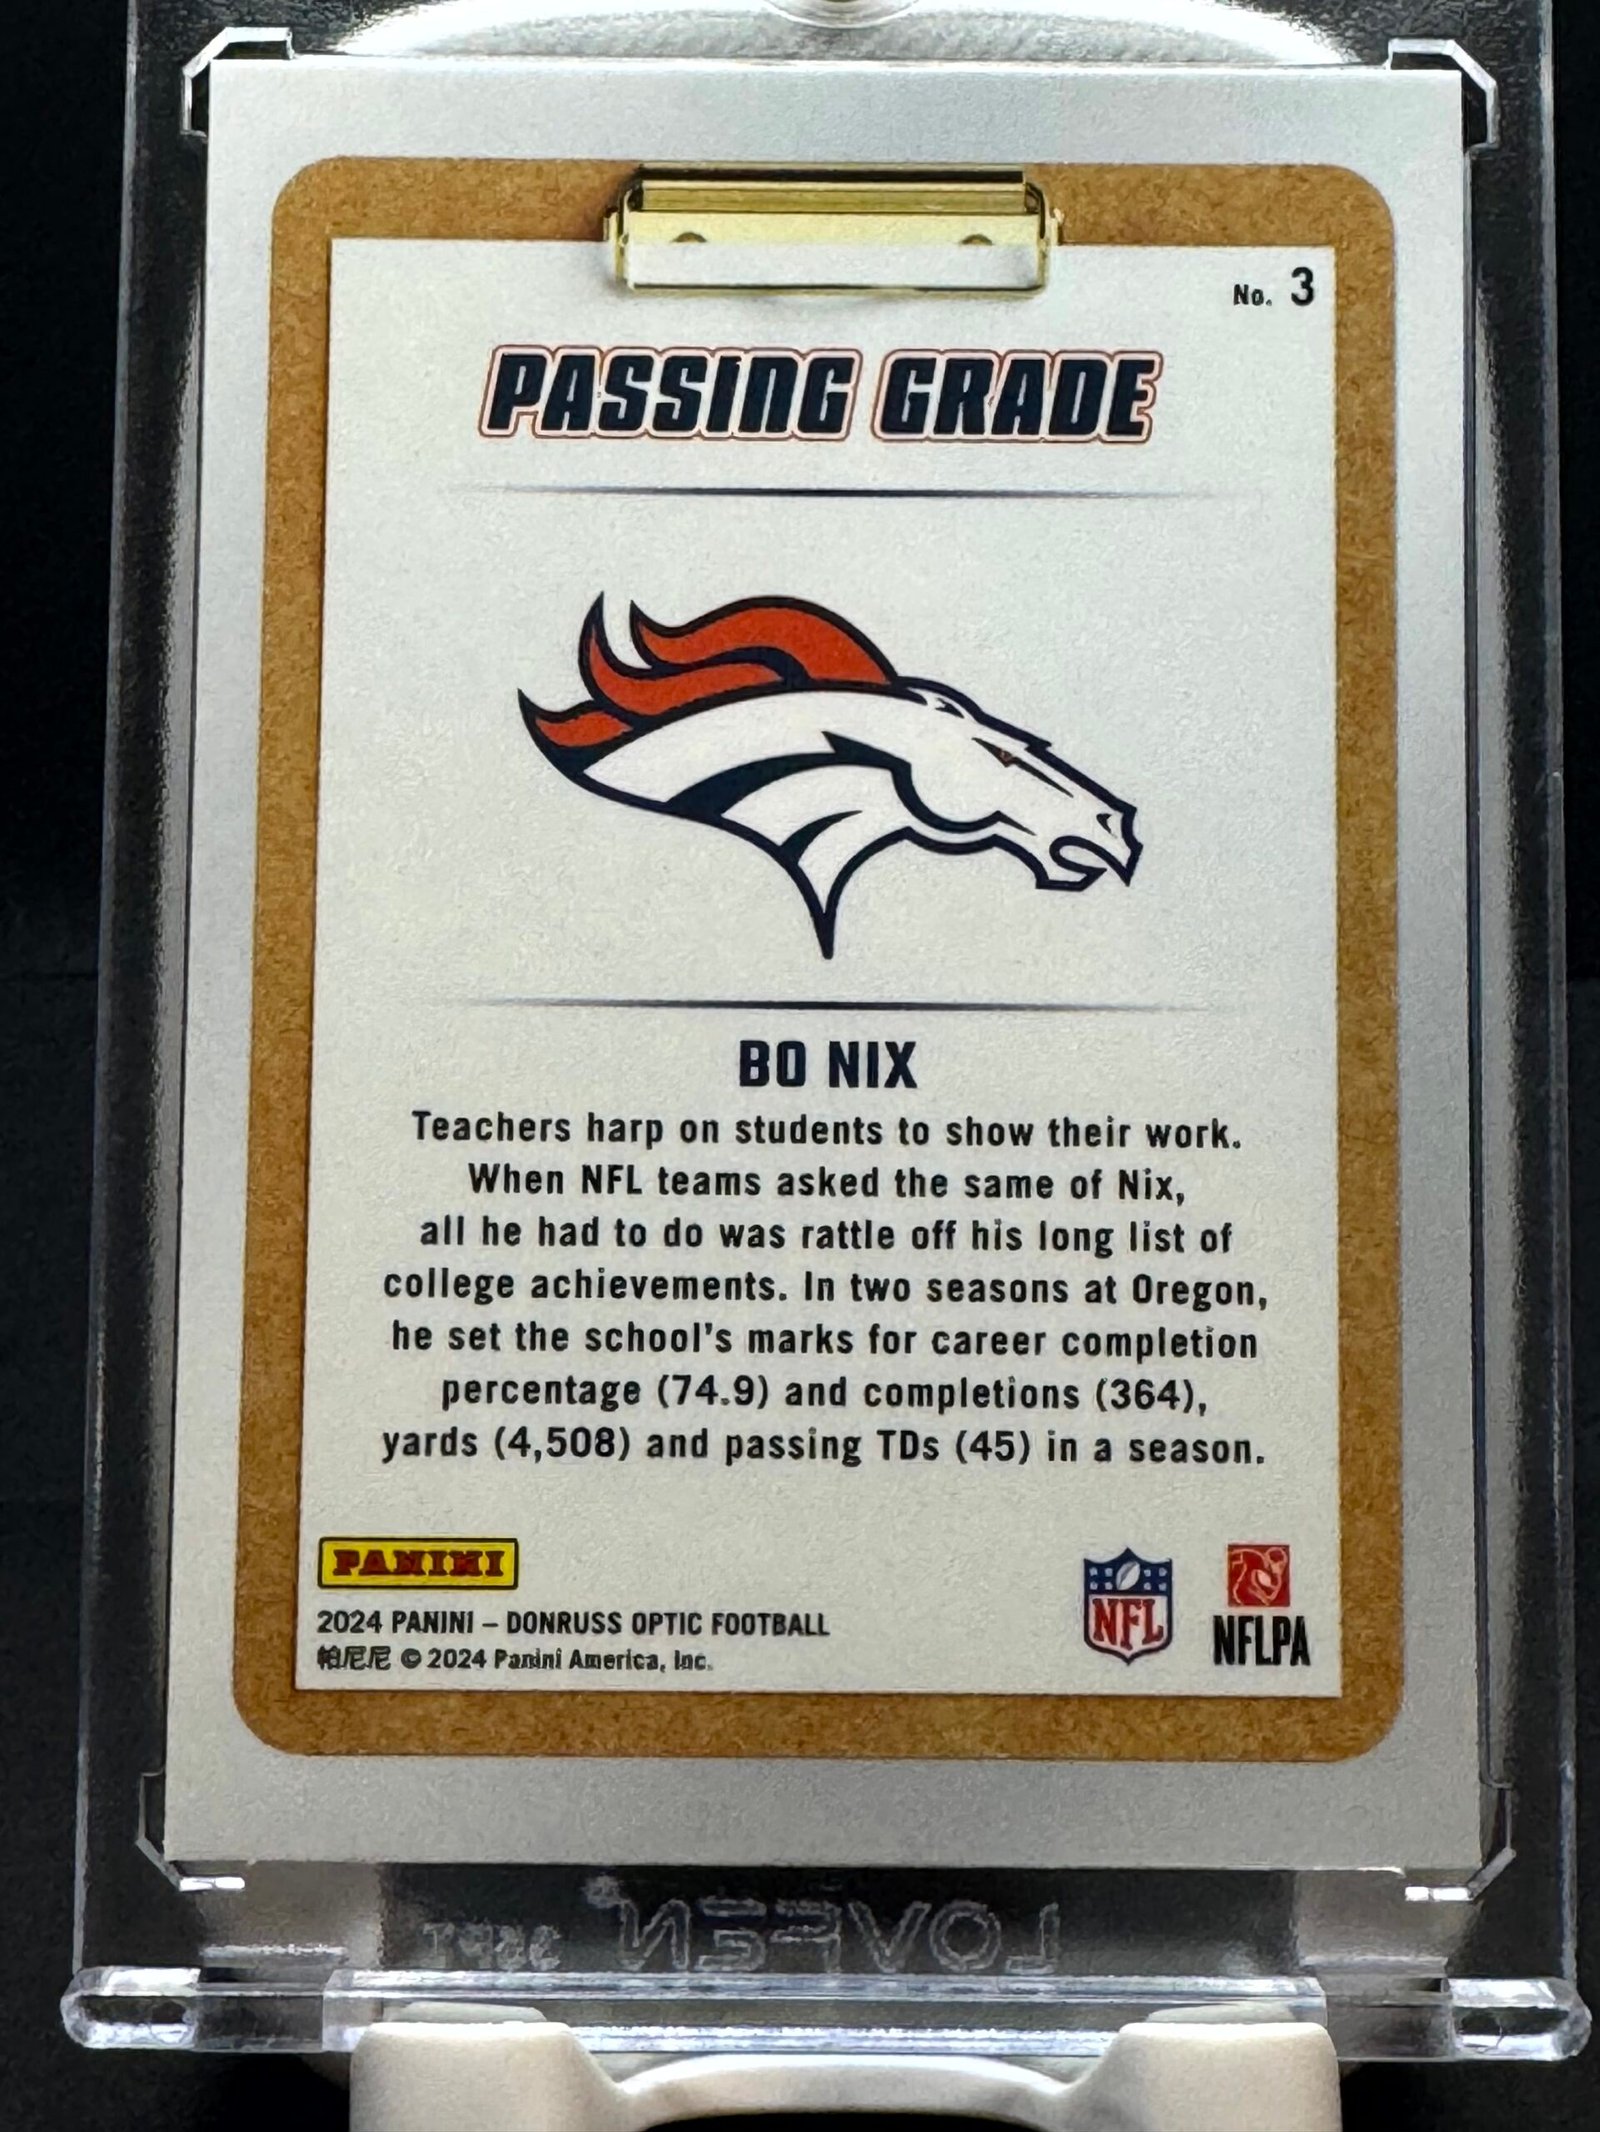 No. 3
PASSING GRADE
BO NIX
Teachers harp on students to show their work.
When NFL teams asked the same of Nix,
all he had to do was rattle off his long list of
college achievements. In two seasons at Oregon,
he set the school's marks for career completion
percentage (74.9) and completions (364),
yards (4,508) and passing TDs (45) in a season.
PANINI
2024 PANINI – DONRUSS OPTIC FOOTBALL
帕尼尼 © 2024 Panini America, Inc.
NFL
NFLPA